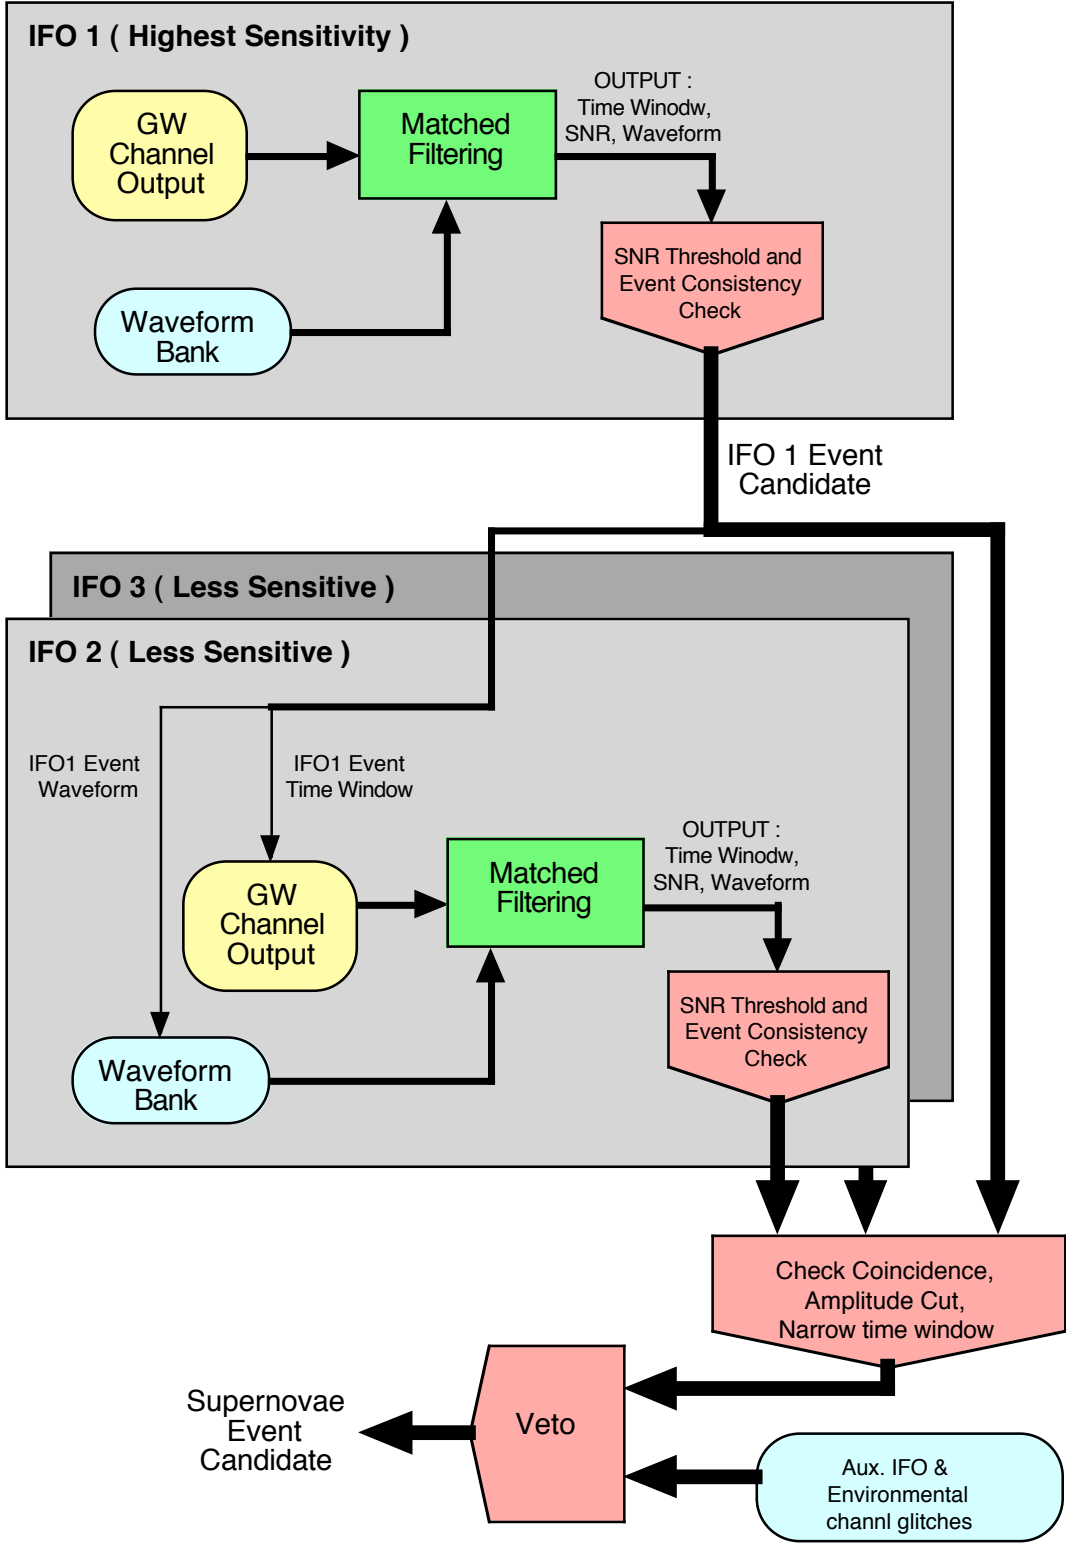 IFO 1 ( Highest Sensitivity )
GW
Channel
Output
Matched
Filtering
OUTPUT :
Time Winodw,
SNR, Waveform
SNR Threshold and
Event Consistency
Check
Waveform
Bank
IFO 1 Event
Candidate
IFO 3 ( Less Sensitive )
IFO 2 ( Less Sensitive )
IFO1 Event
Waveform
IFO1 Event
Time Window
GW
Channel
Output
Matched
Filtering
OUTPUT :
Time Winodw,
SNR, Waveform
SNR Threshold and
Event Consistency
Check
Waveform
Bank
Check Coincidence,
Amplitude Cut,
Narrow time window
Supernovae
Event
Candidate
Veto
Aux. IFO &
Environmental
channl glitches